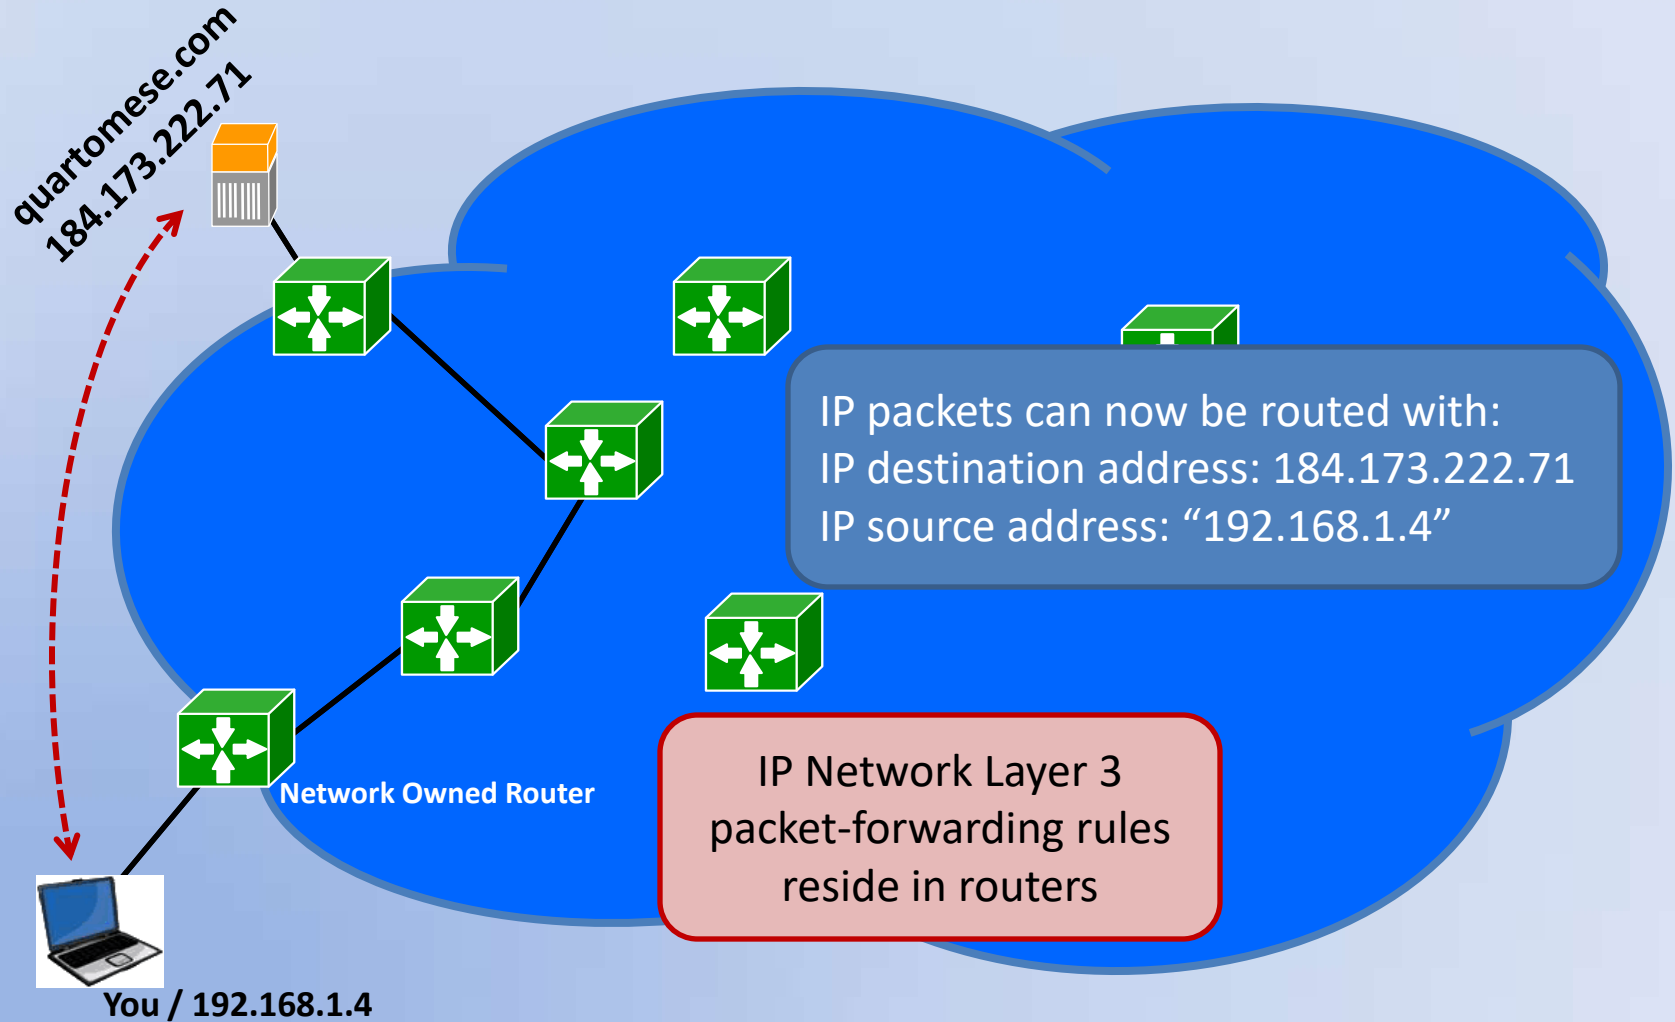 quartomese.com
184.173.222.71
IP packets can now be routed with:
IP destination address: 184.173.222.71
IP source address: “192.168.1.4”
Network Owned Router
IP Network Layer 3
packet-forwarding rules
reside in routers
You / 192.168.1.4